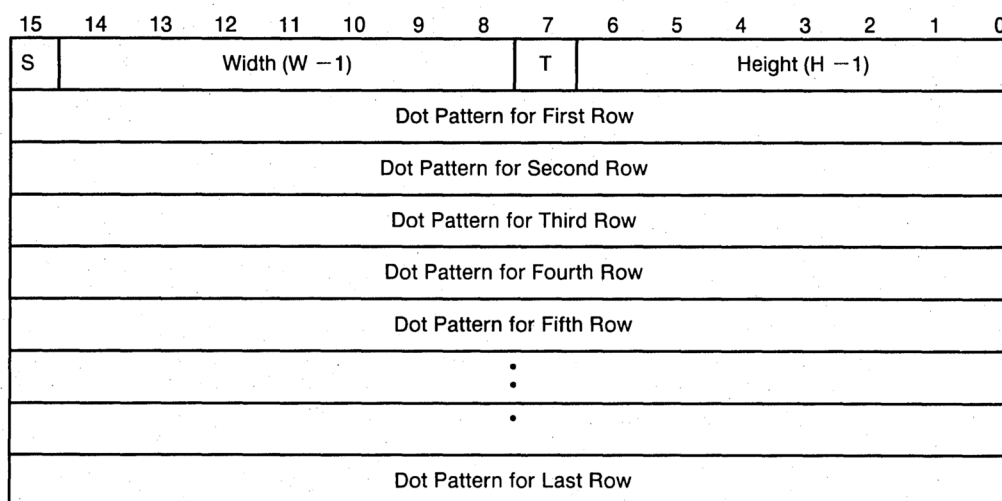 15 14 13 12 11 10 9 8 7 6 5 4 3 2 1 0
S Width (W −1) T Height (H −1)
Dot Pattern for First Row
Dot Pattern for Second Row
Dot Pattern for Third Row
Dot Pattern for Fourth Row
Dot Pattern for Fifth Row
Dot Pattern for Last Row